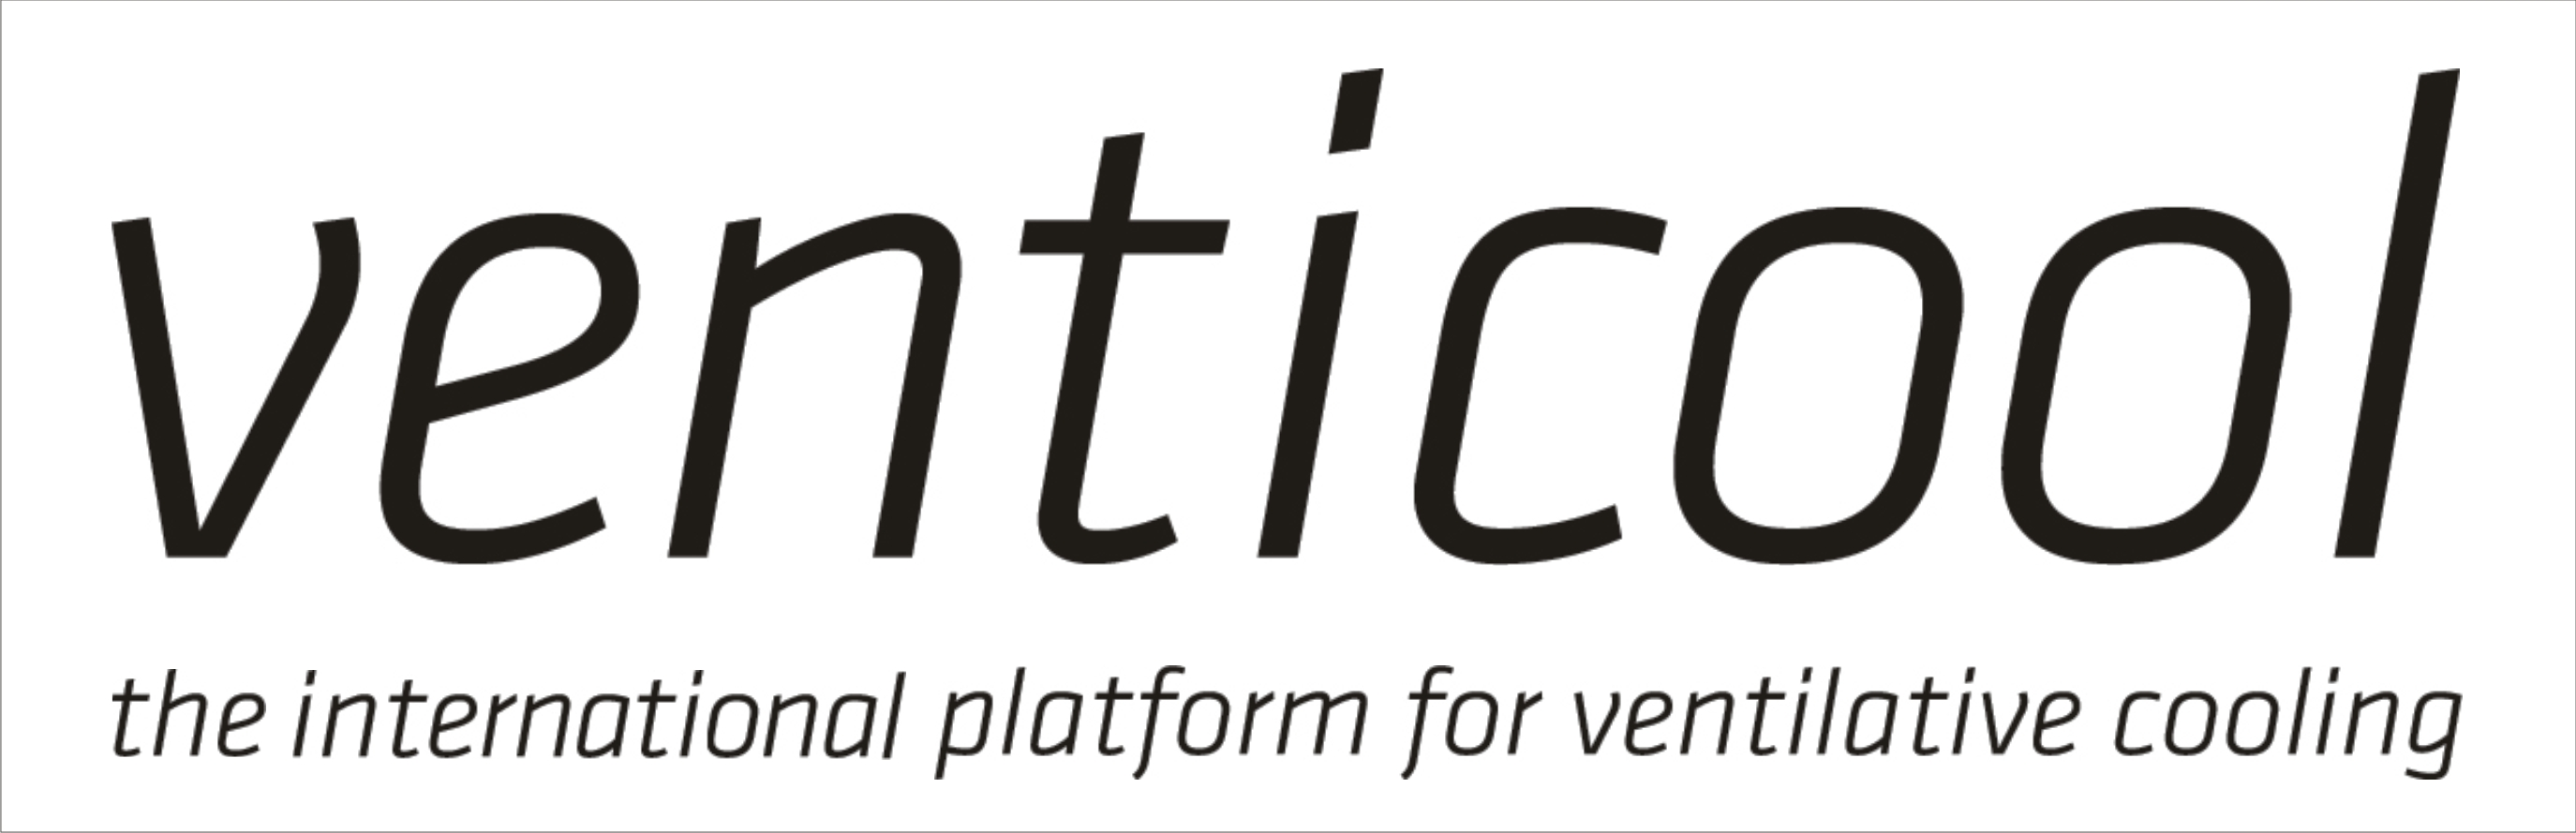 venticool
the international platform for ventilative cooling